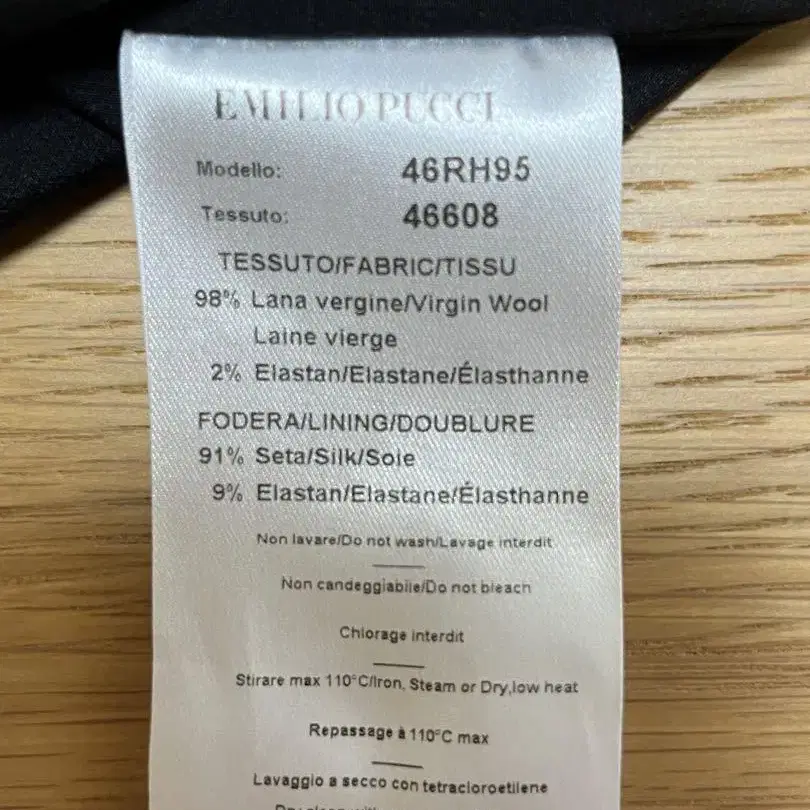 EMILIO PUCCI
Modello: 46RH95
Tessuto: 46608
TESSUTO/FABRIC/TISSU
98% Lana vergine/Virgin Wool
Laine vierge
2% Elastan/Elastane/Élasthanne
FODERA/LINING/DOUBLURE
91% Seta/Silk/Soie
9% Elastan/Elastane/Élasthanne
Non lavare/Do not wash/Lavage interdit
Non candeggiabile/Do not bleach
Chlorage interdit
Stirare max 110°C/Iron, Steam or Dry,low heat
Repassage à 110°C max
Lavaggio a secco con tetracloroetilene